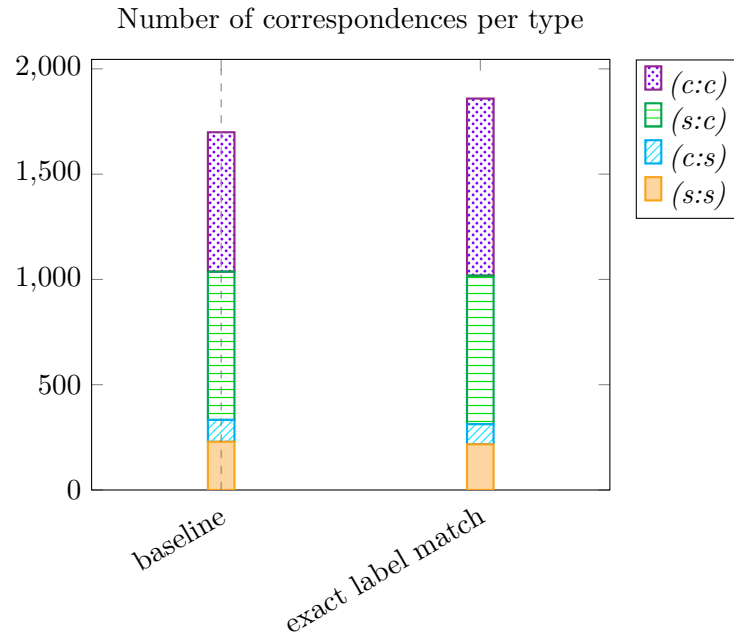 Number of correspondences per type
2,000
1,500
1,000
500
0
baseline
exact label match
(c:c)
(s:c)
(c:s)
(s:s)